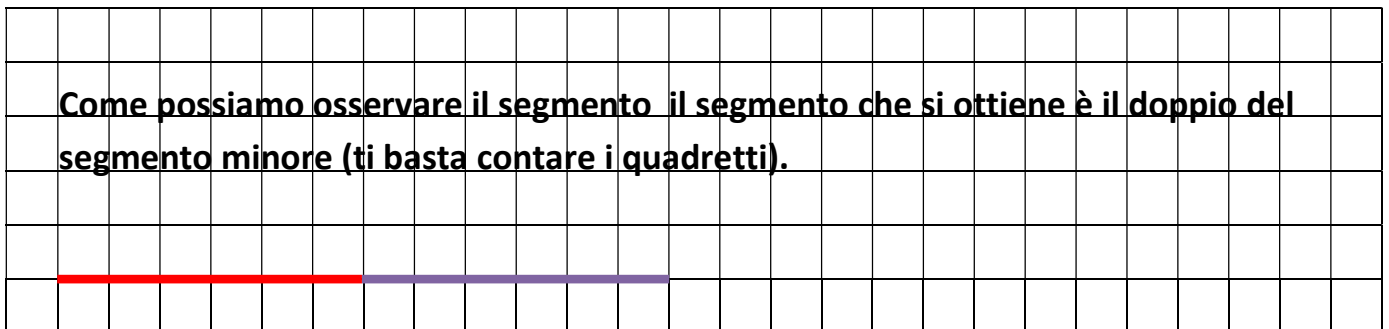 Come possiamo osservare il segmento  il segmento che si ottiene è il doppio del
segmento minore (ti basta contare i quadretti).